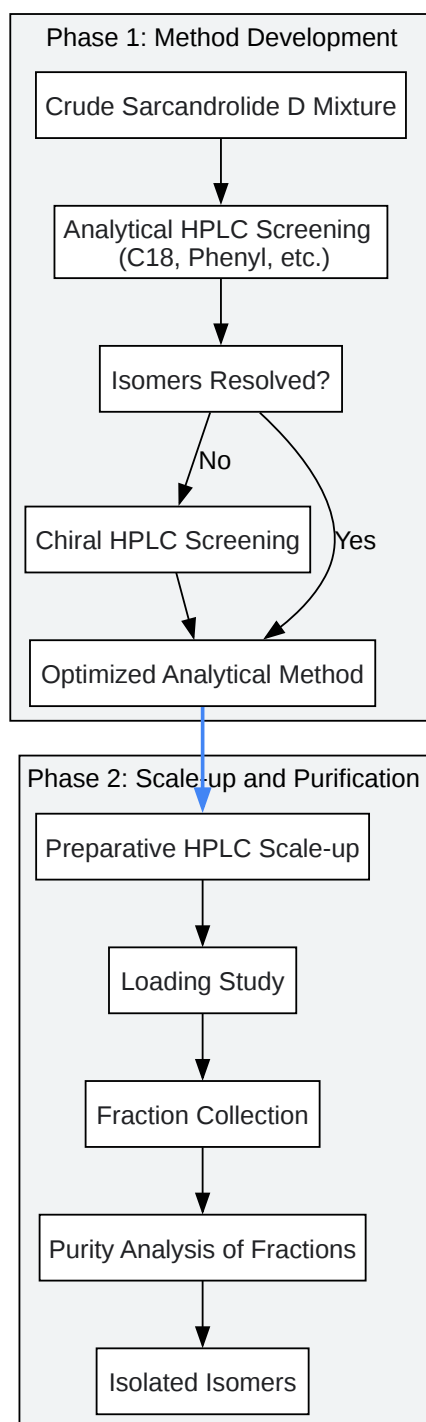 Phase 1: Method Development
Crude Sarcandrolide D Mixture
Analytical HPLC Screening
(C18, Phenyl, etc.)
Isomers Resolved?
No
Yes
Chiral HPLC Screening
Optimized Analytical Method
Phase 2: Scale-up and Purification
Preparative HPLC Scale-up
Loading Study
Fraction Collection
Purity Analysis of Fractions
Isolated Isomers